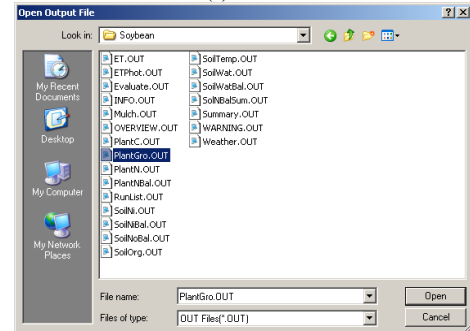 Open Output File
Look in:
Soybean
My Recent
Documents
Desktop
My Computer
My Network
Places
ET.OUT
ETPhot.OUT
Evaluate.OUT
INFO.OUT
Mulch.OUT
OVERVIEW.OUT
PlantC.OUT
PlantGro.OUT
PlantN.OUT
PlantNBal.OUT
RunList.OUT
SoilNi.OUT
SoilNiBal.OUT
SoilNoBal.OUT
SoilOrg.OUT
SoilTemp.OUT
SoilWat.OUT
SoilWatBal.OUT
SolNBalSum.OUT
Summary.OUT
WARNING.OUT
Weather.OUT
File name:
PlantGro.OUT
Open
Files of type:
OUT Files(*.OUT)
Cancel